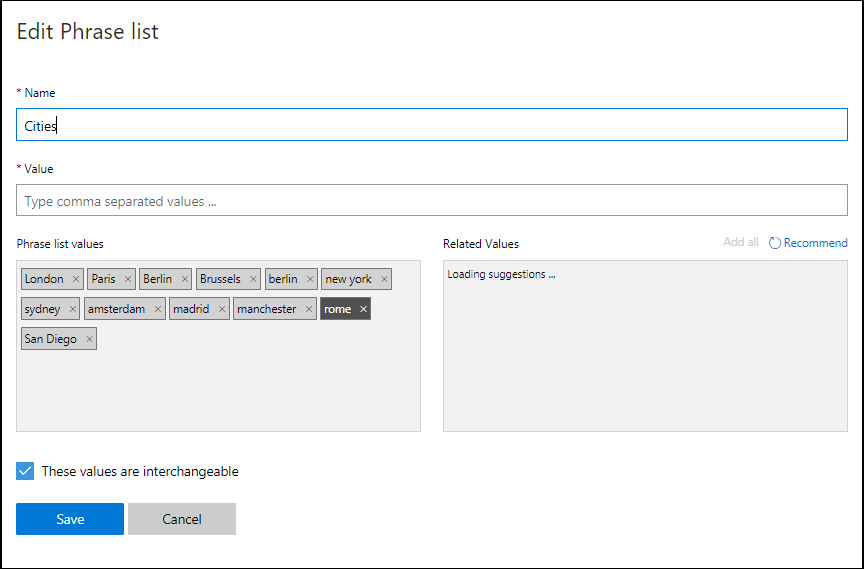 Edit Phrase list
* Name
Cities
* Value
Type comma separated values ...
Phrase list values
London × Paris × Berlin × Brussels × berlin × new york ×
sydney × amsterdam × madrid × manchester × rome ×
San Diego ×
Related Values Add all Recommend
Loading suggestions ...
These values are interchangeable
Save Cancel